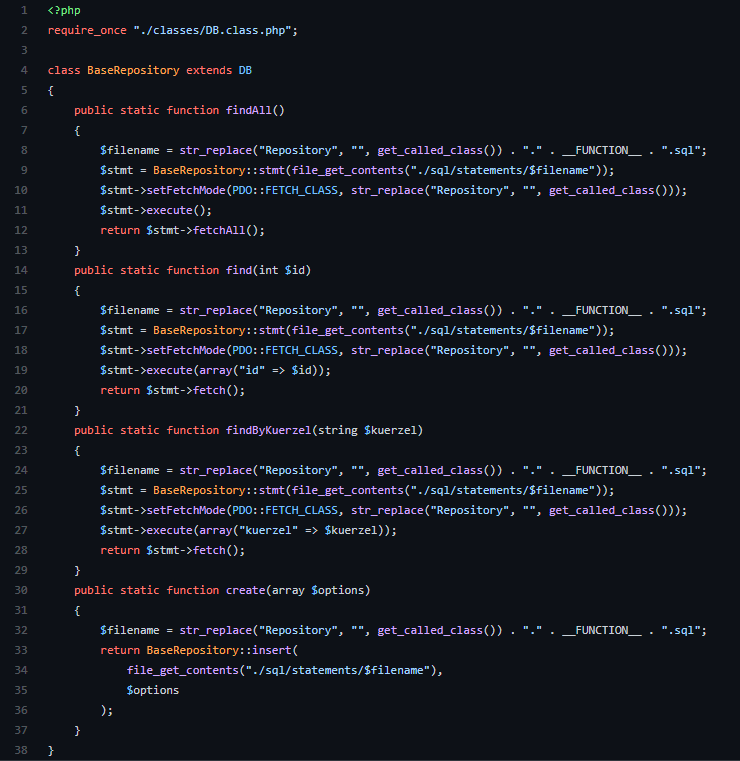 1 <?php
2 require_once "./classes/DB.class.php";
3
4 class BaseRepository extends DB
5 {
6     public static function findAll()
7     {
8         $filename = str_replace("Repository", "", get_called_class()) . "." . __FUNCTION__ . ".sql";
9         $stmt = BaseRepository::stmt(file_get_contents("./sql/statements/$filename"));
10         $stmt->setFetchMode(PDO::FETCH_CLASS, str_replace("Repository", "", get_called_class()));
11         $stmt->execute();
12         return $stmt->fetchAll();
13     }
14     public static function find(int $id)
15     {
16         $filename = str_replace("Repository", "", get_called_class()) . "." . __FUNCTION__ . ".sql";
17         $stmt = BaseRepository::stmt(file_get_contents("./sql/statements/$filename"));
18         $stmt->setFetchMode(PDO::FETCH_CLASS, str_replace("Repository", "", get_called_class()));
19         $stmt->execute(array("id" => $id));
20         return $stmt->fetch();
21     }
22     public static function findByKuerzel(string $kuerzel)
23     {
24         $filename = str_replace("Repository", "", get_called_class()) . "." . __FUNCTION__ . ".sql";
25         $stmt = BaseRepository::stmt(file_get_contents("./sql/statements/$filename"));
26         $stmt->setFetchMode(PDO::FETCH_CLASS, str_replace("Repository", "", get_called_class()));
27         $stmt->execute(array("kuerzel" => $kuerzel));
28         return $stmt->fetch();
29     }
30     public static function create(array $options)
31     {
32         $filename = str_replace("Repository", "", get_called_class()) . "." . __FUNCTION__ . ".sql";
33         return BaseRepository::insert(
34             file_get_contents("./sql/statements/$filename"),
35             $options
36         );
37     }
38 }